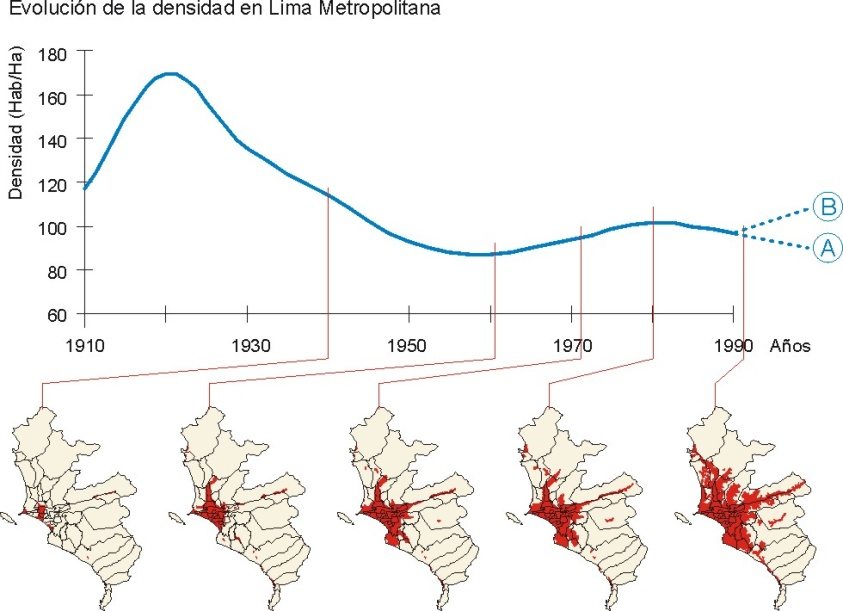 Evolución de la densidad en Lima Metropolitana
Densidad (Hab/Ha)
180
160
140
120
100
80
60
B
A
1910
1930
1950
1970
1990
Años